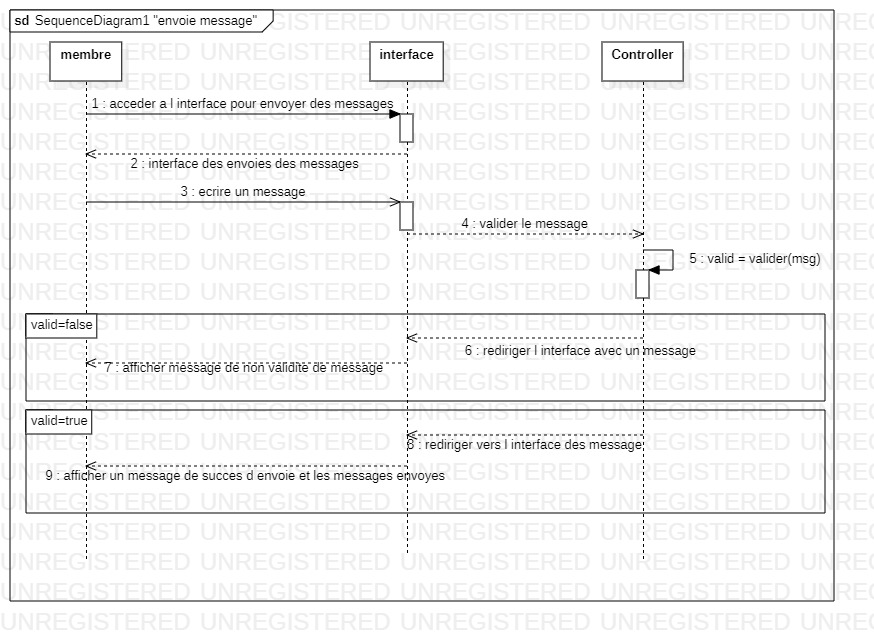 sd SequenceDiagram1 "envoie message"
membre
interface
Controller
1 : acceder a l interface pour envoyer des messages
2 : interface des envoies des messages
3 : ecrire un message
4 : valider le message
5 : valid = valider(msg)
valid=false
6 : rediriger l interface avec un message
7 : afficher message de non validite de message
valid=true
8 : rediriger vers l interface des message
9 : afficher un message de succes d envoie et les messages envoyes
UNREGISTERED